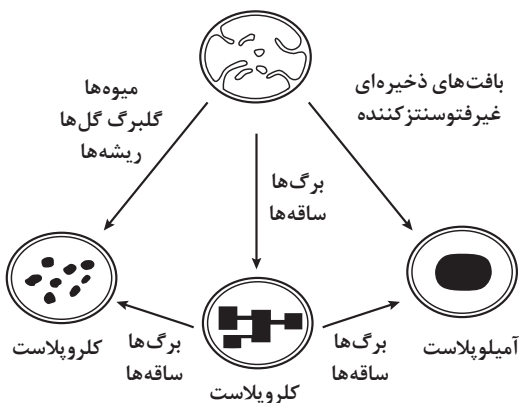 بافت‌های ذخیره‌ای
غیرفتوسنتزکننده
میوه‌ها
گلبرگ گل‌ها
ریشه‌ها
برگ‌ها
ساقه‌ها
آمیلوپلاست
برگ‌ها
ساقه‌ها
کلروپلاست
برگ‌ها
ساقه‌ها
کلروپلاست